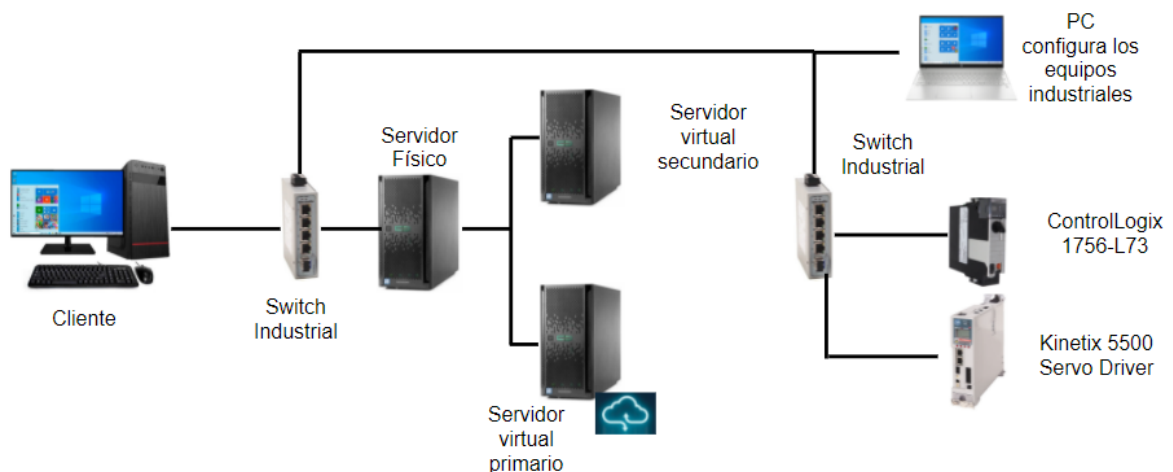 PC
configura los
equipos
industriales
Servidor
virtual
secundario
Servidor
Físico
Switch
Industrial
ControlLogix
1756-L73
Cliente
Switch
Industrial
Kinetix 5500
Servo Driver
Servidor
virtual
primario